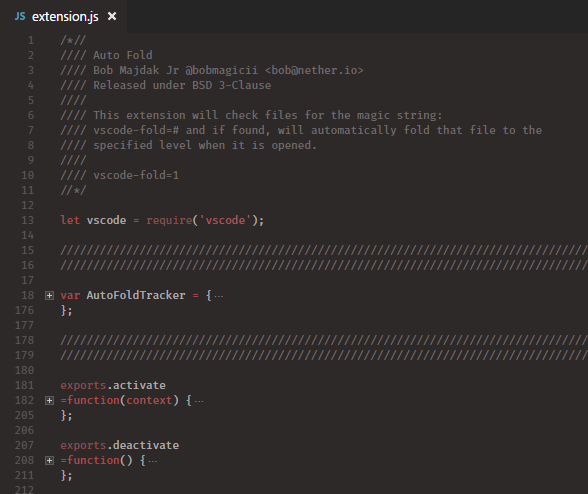 JS extension.js ×
1 /*//
2 //// Auto Fold
3 //// Bob Majdak Jr @bobmagicii <bob@nether.io>
4 //// Released under BSD 3-Clause
5 ////
6 //// This extension will check files for the magic string:
7 //// vscode-fold=# and if found, will automatically fold that file to the
8 //// specified level when it is opened.
9 ////
10 //// vscode-fold=1
11 //*/
12
13 let vscode = require('vscode');
14
15 ////////////////////////////////////////////////////////////////////////////////
16 ////////////////////////////////////////////////////////////////////////////////
17
18 var AutoFoldTracker = {...
176 };
177
178 ////////////////////////////////////////////////////////////////////////////////
179 ////////////////////////////////////////////////////////////////////////////////
180
181 exports.activate
182 =function(context) {...
205 };
206
207 exports.deactivate
208 =function() {...
211 };
212